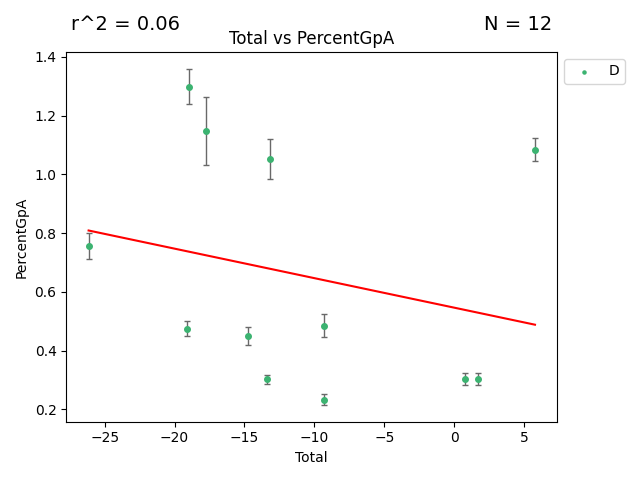 r^2 = 0.06
N = 12
Total vs PercentGpA
D
1.4
1.2
1.0
0.8
0.6
0.4
0.2
PercentGpA
−25
−20
−15
−10
−5
0
5
Total